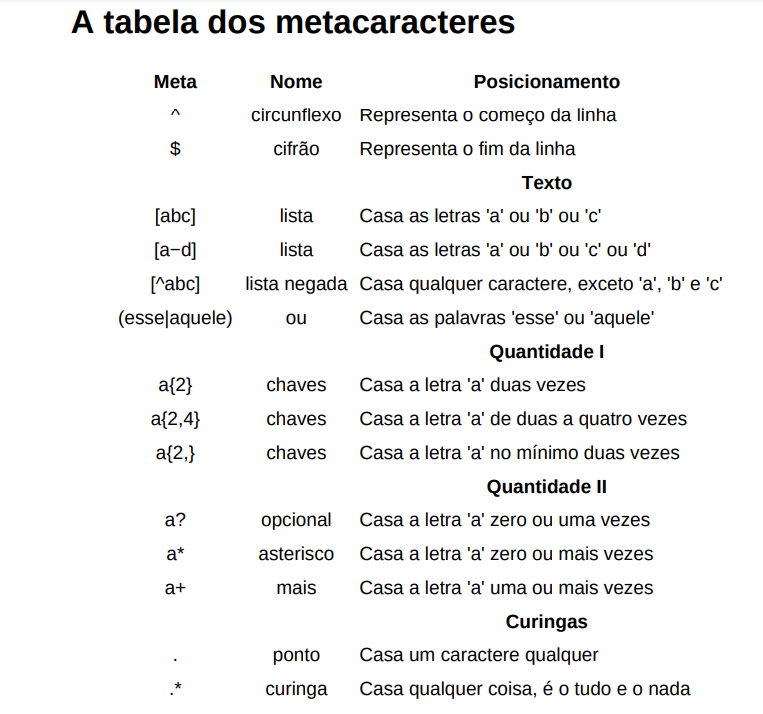 A tabela dos metacaracteres
Meta Nome Posicionamento
^ circunflexo Representa o começo da linha
$ cifrão Representa o fim da linha
Texto
[abc] lista Casa as letras 'a' ou 'b' ou 'c'
[a−d] lista Casa as letras 'a' ou 'b' ou 'c' ou 'd'
[^abc] lista negada Casa qualquer caractere, exceto 'a', 'b' e 'c'
(esse|aquele) ou Casa as palavras 'esse' ou 'aquele'
Quantidade I
a{2} chaves Casa a letra 'a' duas vezes
a{2,4} chaves Casa a letra 'a' de duas a quatro vezes
a{2,} chaves Casa a letra 'a' no mínimo duas vezes
Quantidade II
a? opcional Casa a letra 'a' zero ou uma vezes
a* asterisco Casa a letra 'a' zero ou mais vezes
a+ mais Casa a letra 'a' uma ou mais vezes
Curingas
. ponto Casa um caractere qualquer
.* curinga Casa qualquer coisa, é o tudo e o nada